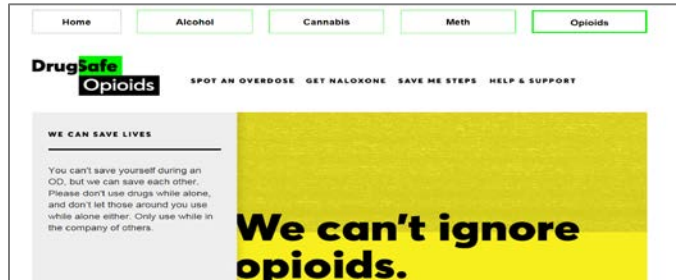 Home Alcohol Cannabis Meth Opioids
DrugSafe
Opioids
SPOT AN OVERDOSE GET NALOXONE SAVE ME STEPS HELP & SUPPORT
WE CAN SAVE LIVES
You can't save yourself during an
OD, but we can save each other.
Please don't use drugs while alone,
and don't let those around you use
while alone either. Only use while in
the company of others.
We can't ignore
opioids.